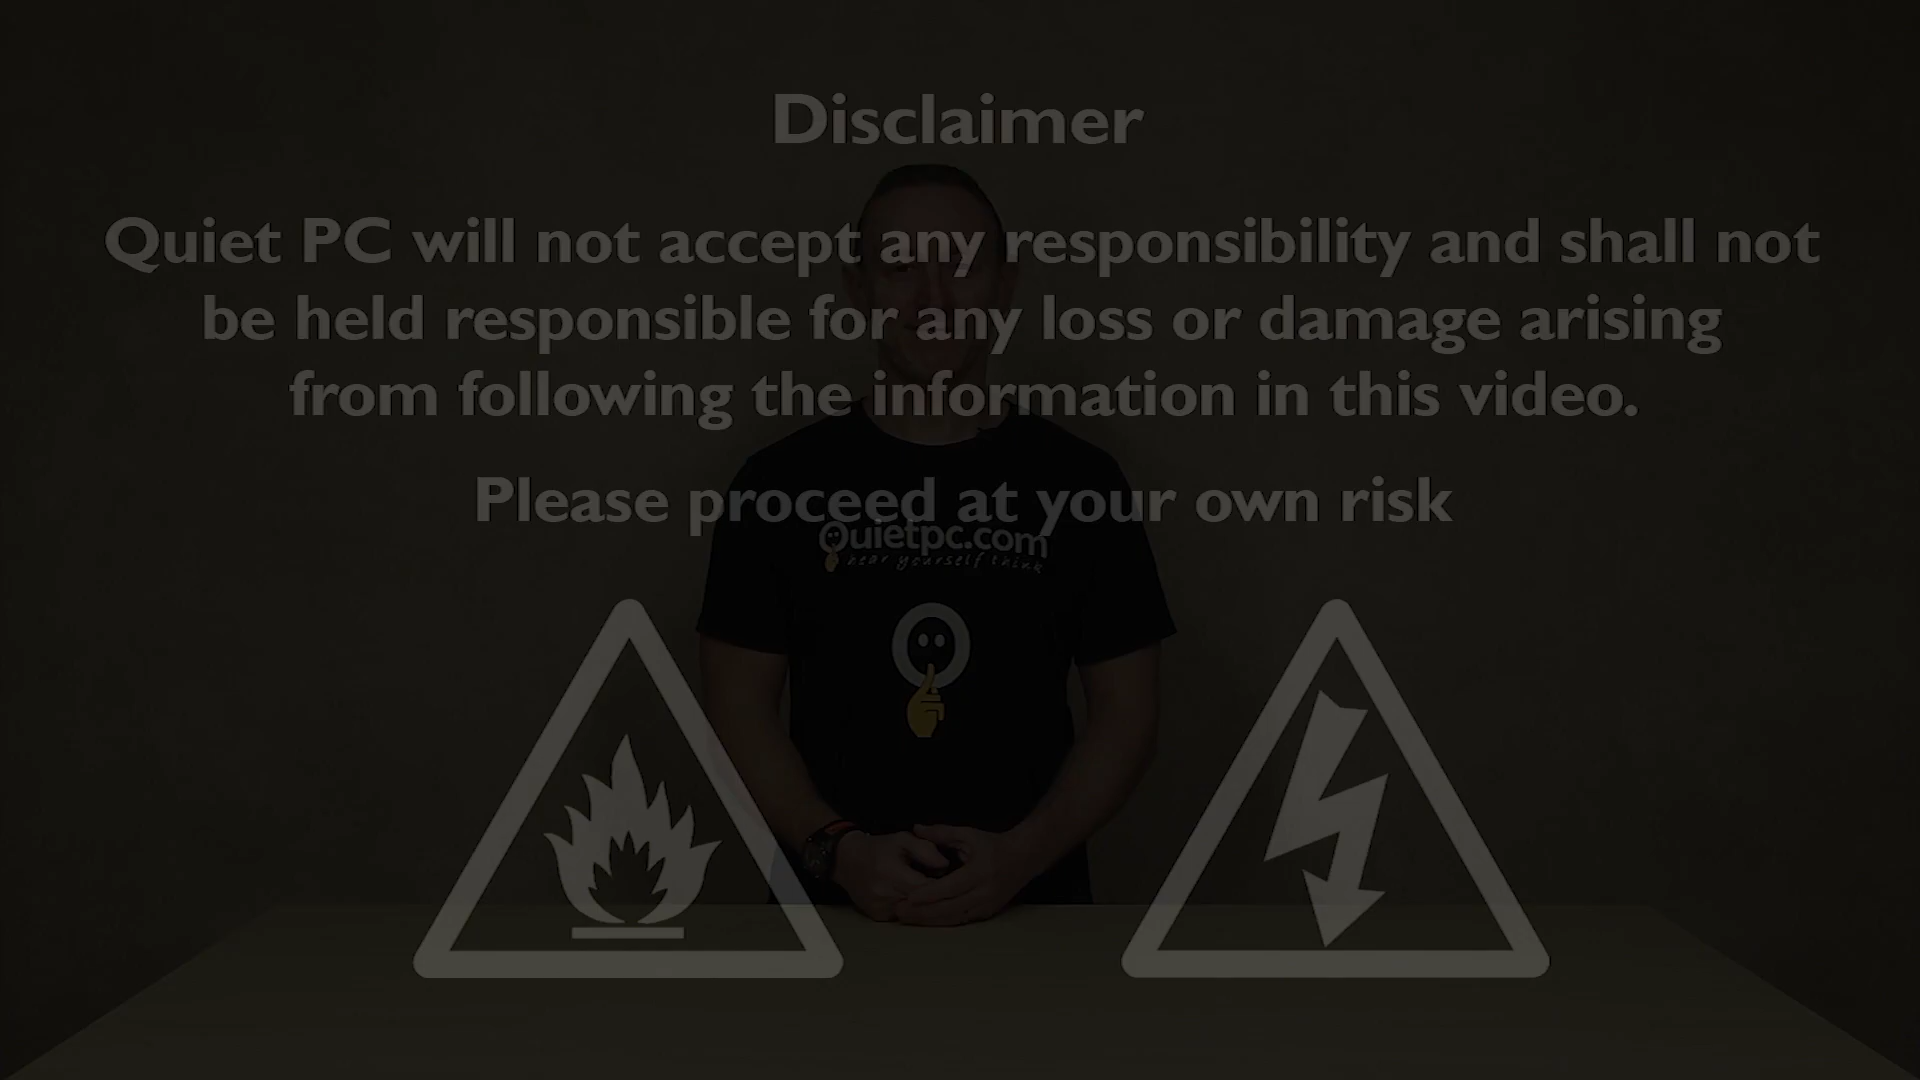 Disclaimer
Quiet PC will not accept any responsibility and shall not
be held responsible for any loss or damage arising
from following the information in this video.
Please proceed at your own risk
Quietpc.com
hear yourself think